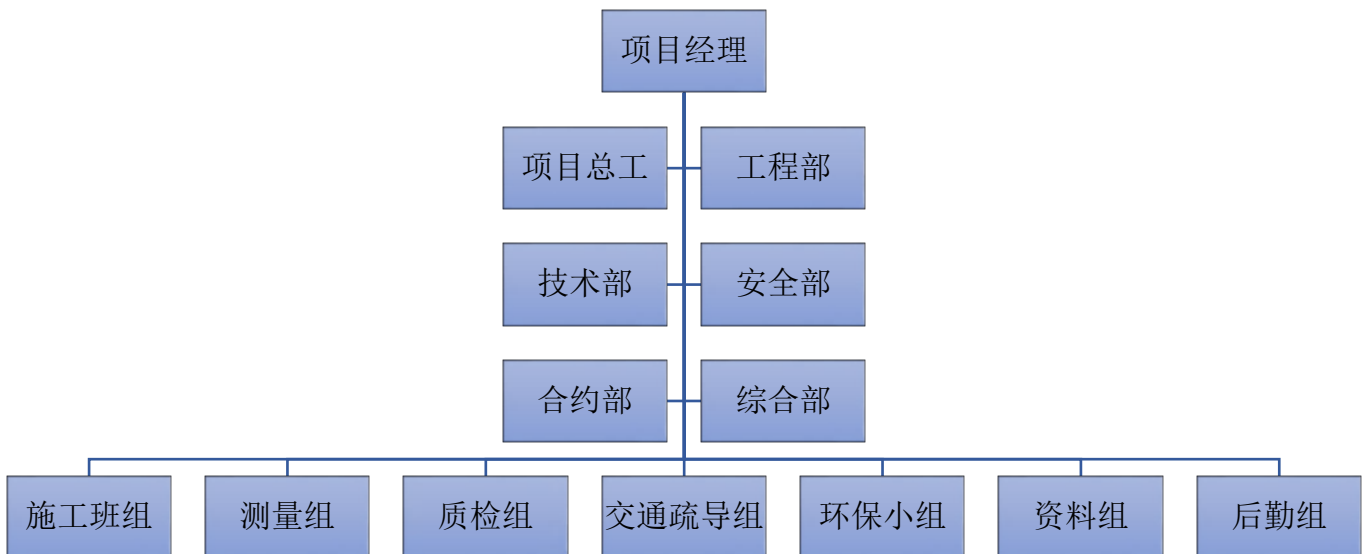 项目经理
项目总工
工程部
技术部
安全部
合约部
综合部
施工班组
测量组
质检组
交通疏导组
环保小组
资料组
后勤组